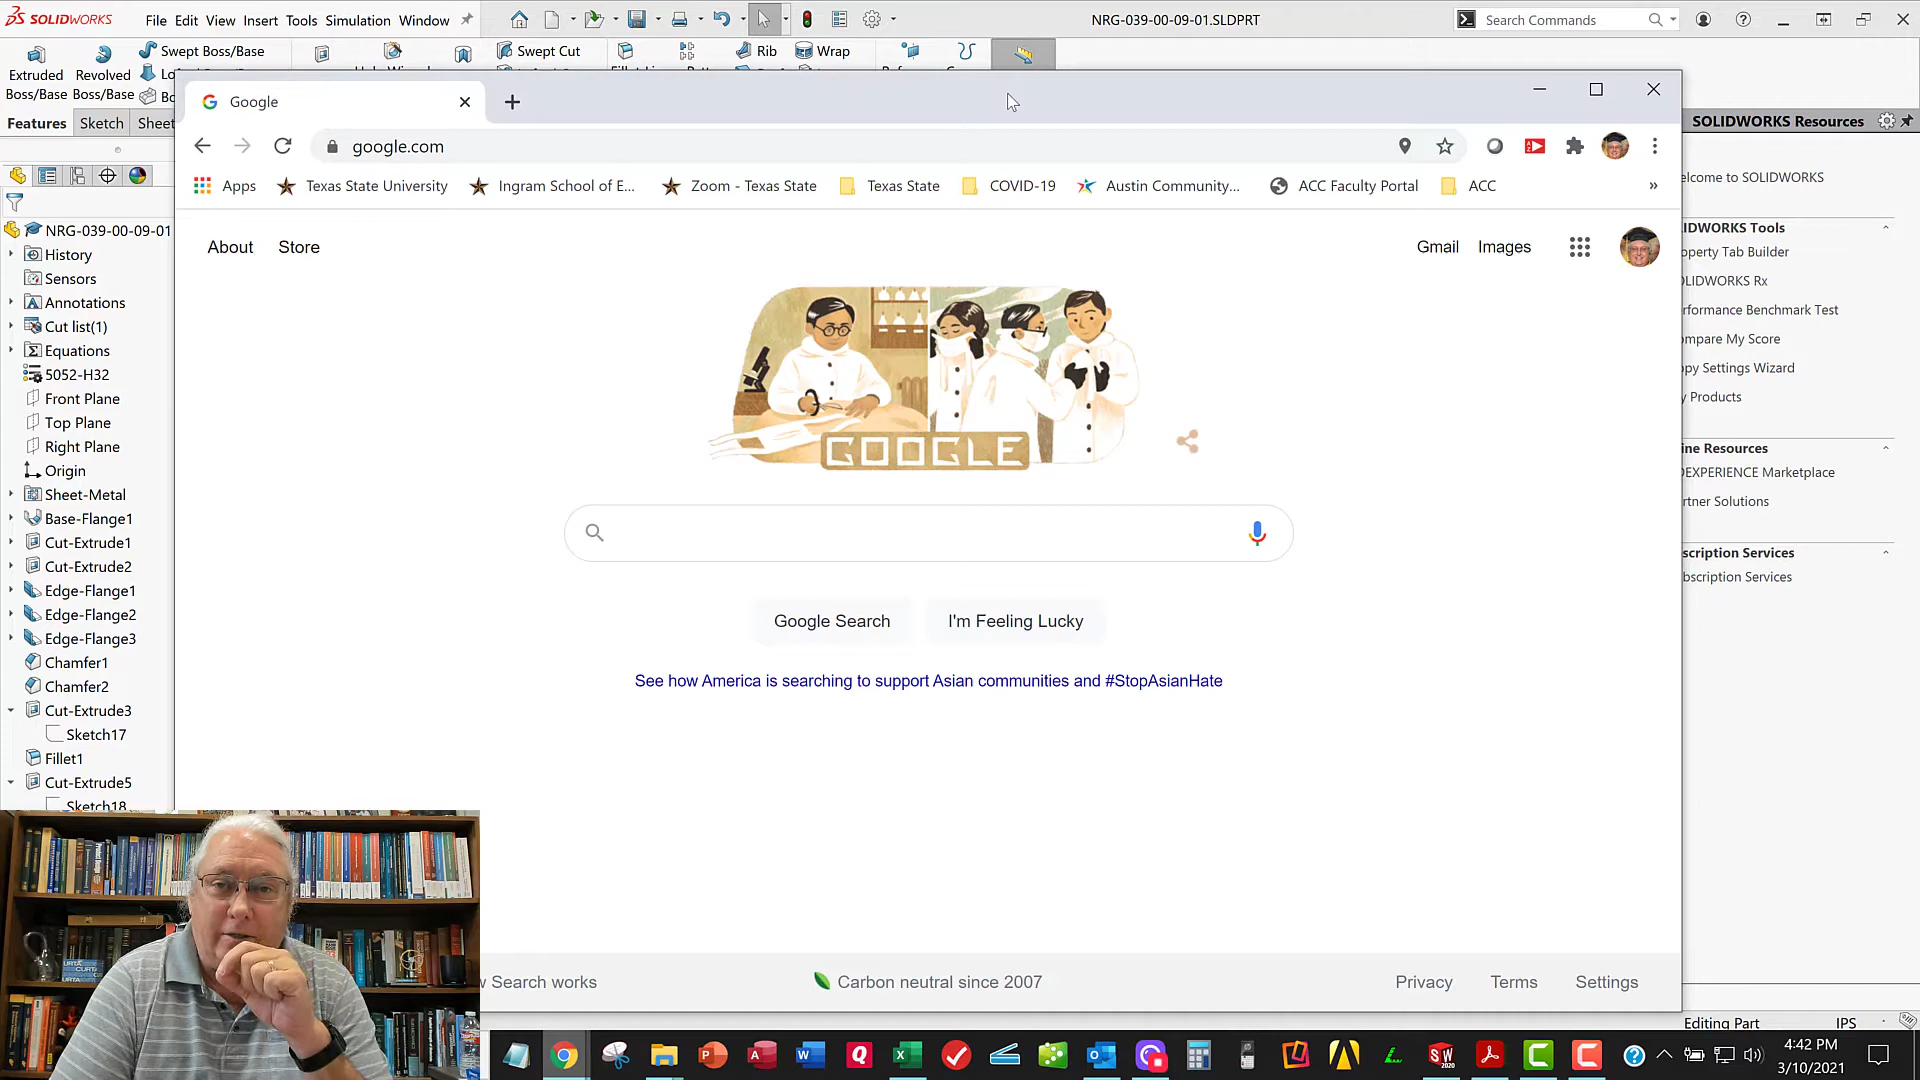 SOLIDWORKS File Edit View Insert Tools Simulation Window NRG-039-00-09-01.SLDPRT Search Commands
Extruded Boss/Base
Revolved Boss/Base
Swept Boss/Base
Swept Cut
Rib
Wrap
Features Sketch Sheet
Google
SOLIDWORKS Resources
google.com
Apps Texas State University Ingram School of E... Zoom - Texas State Texas State COVID-19 Austin Community... ACC Faculty Portal ACC »
elcome to SOLIDWORKS
NRG-039-00-09-01
History
Sensors
Annotations
Cut list(1)
Equations
5052-H32
Front Plane
Top Plane
Right Plane
Origin
Sheet-Metal
Base-Flange1
Cut-Extrude1
Cut-Extrude2
Edge-Flange1
Edge-Flange2
Edge-Flange3
Chamfer1
Chamfer2
Cut-Extrude3
Sketch17
Fillet1
Cut-Extrude5
Sketch18
About Store Gmail Images
GOOGLE
Google Search I'm Feeling Lucky
See how America is searching to support Asian communities and #StopAsianHate
w Search works Carbon neutral since 2007 Privacy Terms Settings
IDWORKS Tools
operty Tab Builder
SOLIDWORKS Rx
erformance Benchmark Test
ompare My Score
opy Settings Wizard
y Products
ine Resources
DEXPERIENCE Marketplace
rtner Solutions
scription Services
bscription Services
Editing Part IPS
4:42 PM
3/10/2021